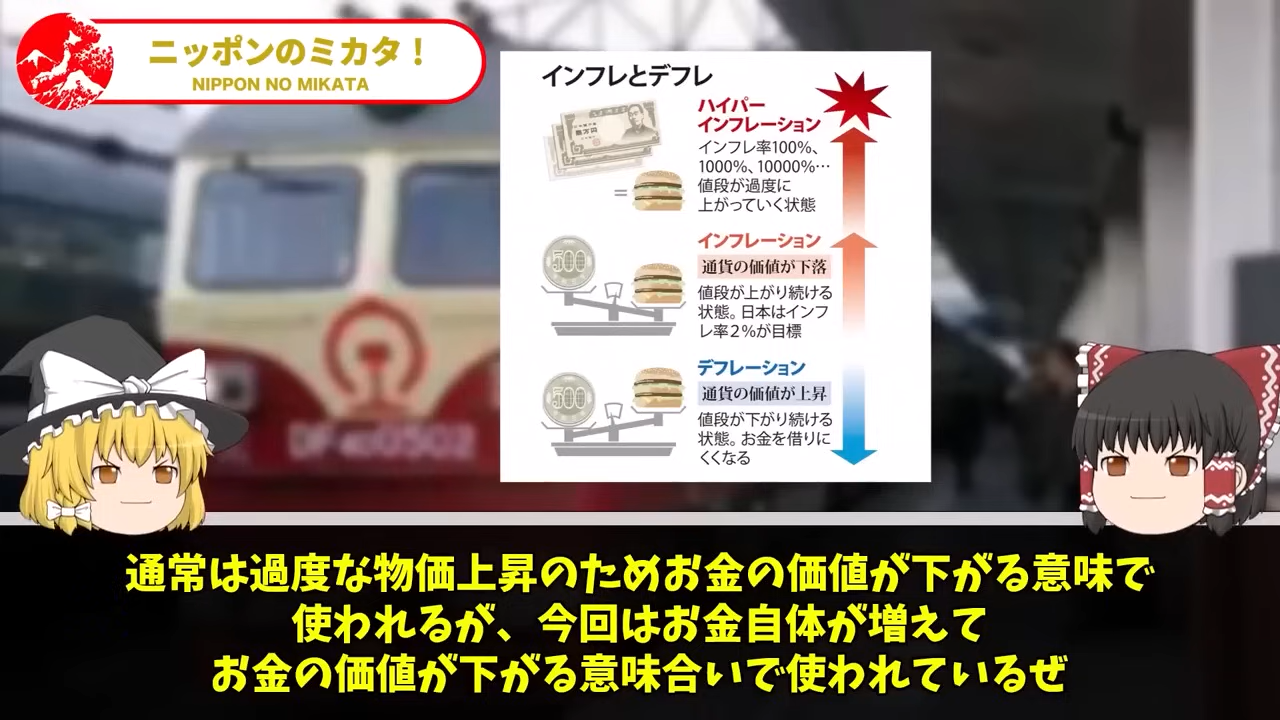 ニッポンのミカタ！
NIPPON NO MIKATA
インフレとデフレ
ハイパー
インフレーション
インフレ率100%、
1000%、10000%…
値段が過度に
上がっていく状態
壱万円
=
インフレーション
通貨の価値が下落
500
値段が上がり続ける
状態。日本はインフ
レ率２％が目標
デフレーション
通貨の価値が上昇
500
値段が下がり続ける
状態。お金を借りに
くくなる
通常は過度な物価上昇のためお金の価値が下がる意味で
使われるが、今回はお金自体が増えて
お金の価値が下がる意味合いで使われているぜ